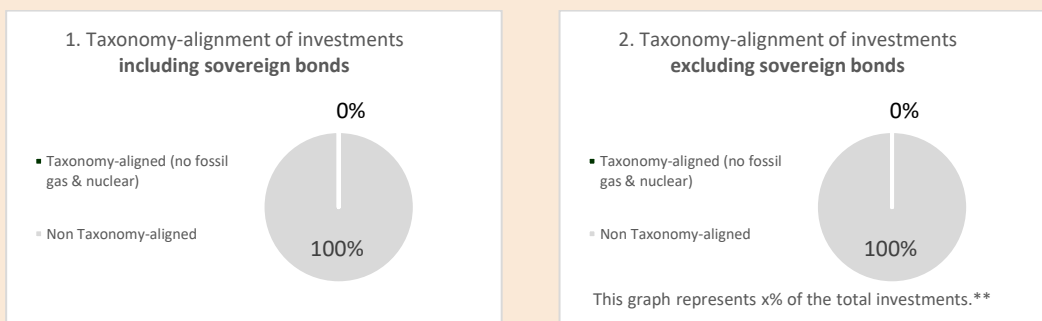 1. Taxonomy-alignment of investments
including sovereign bonds
0%
Taxonomy-aligned (no fossil
gas & nuclear)
Non Taxonomy-aligned
100%
2. Taxonomy-alignment of investments
excluding sovereign bonds
0%
Taxonomy-aligned (no fossil
gas & nuclear)
Non Taxonomy-aligned
100%
This graph represents x% of the total investments.**